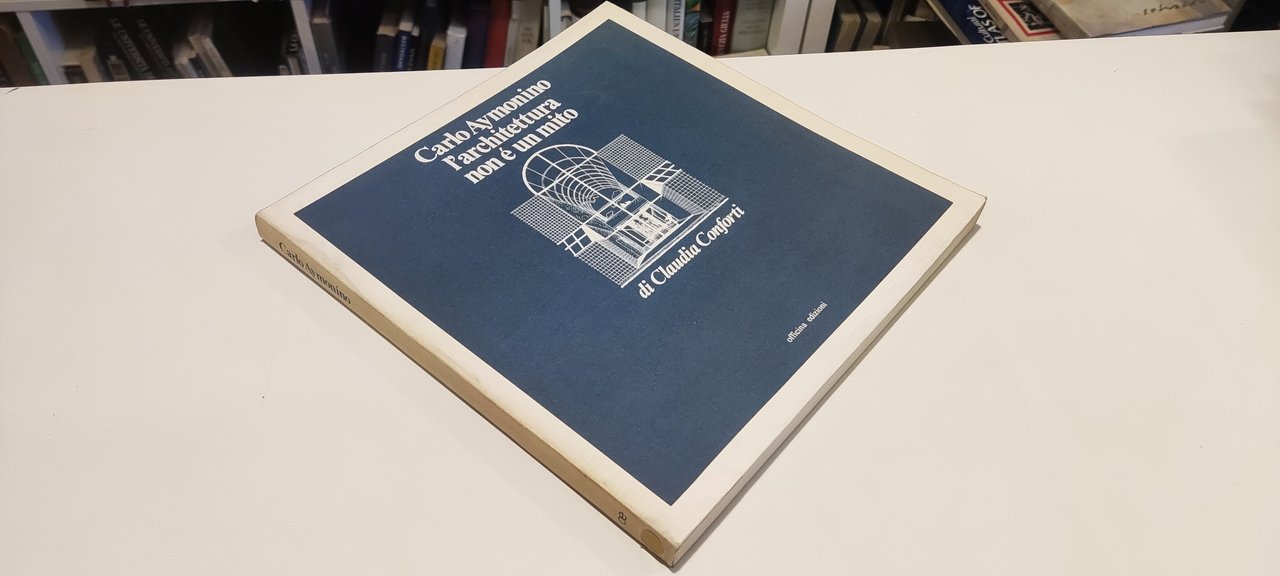 Carlo Aymonino
l'architettura
non é un mito
di Claudia Conforti
officina edizioni
Carlo Aymonino